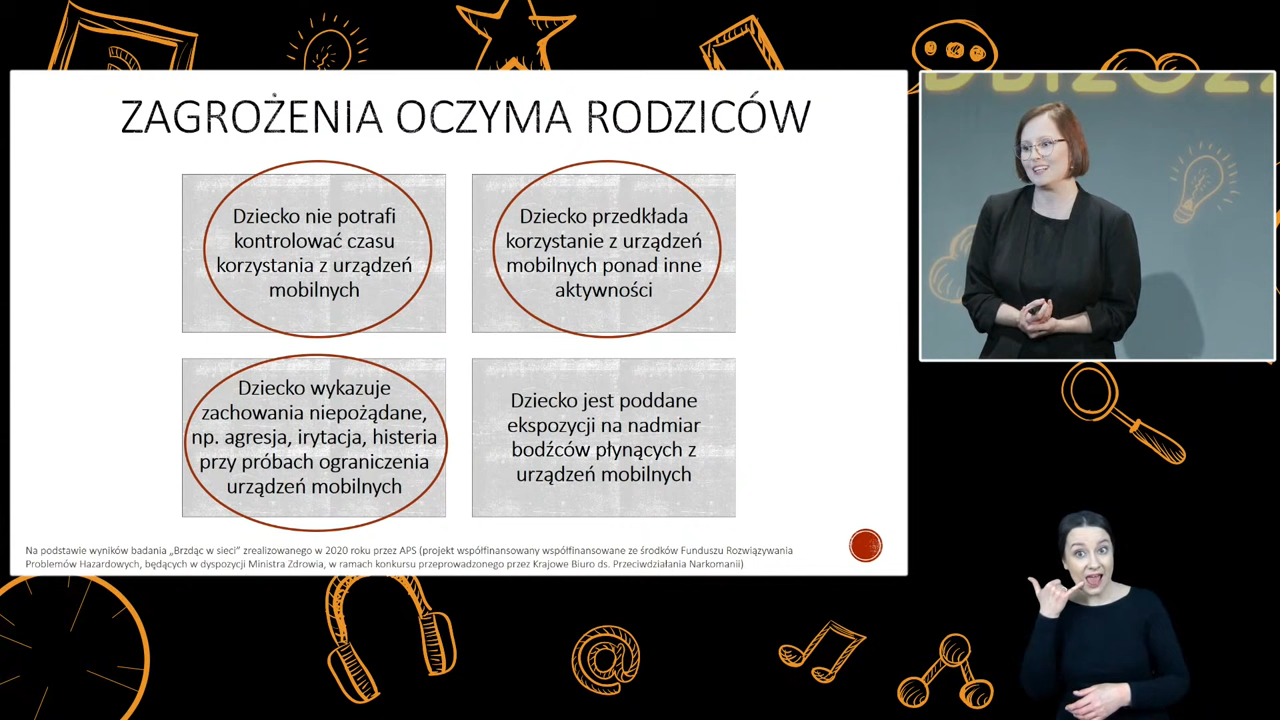 ZAGROŻENIA OCZYMA RODZICÓW
Dziecko nie potrafi
kontrolować czasu
korzystania z urządzeń
mobilnych
Dziecko przedkłada
korzystanie z urządzeń
mobilnych ponad inne
aktywności
Dziecko wykazuje
zachowania niepożądane,
np. agresja, irytacja, histeria
przy próbach ograniczenia
urządzeń mobilnych
Dziecko jest poddane
ekspozycji na nadmiar
bodźców płynących z
urządzeń mobilnych
Na podstawie wyników badania „Brzdąc w sieci” zrealizowanego w 2020 roku przez APS (projekt współfinansowany współfinansowane ze środków Funduszu Rozwiązywania
Problemów Hazardowych, będących w dyspozycji Ministra Zdrowia, w ramach konkursu przeprowadzonego przez Krajowe Biuro ds. Przeciwdziałania Narkomanii)
DBI2022